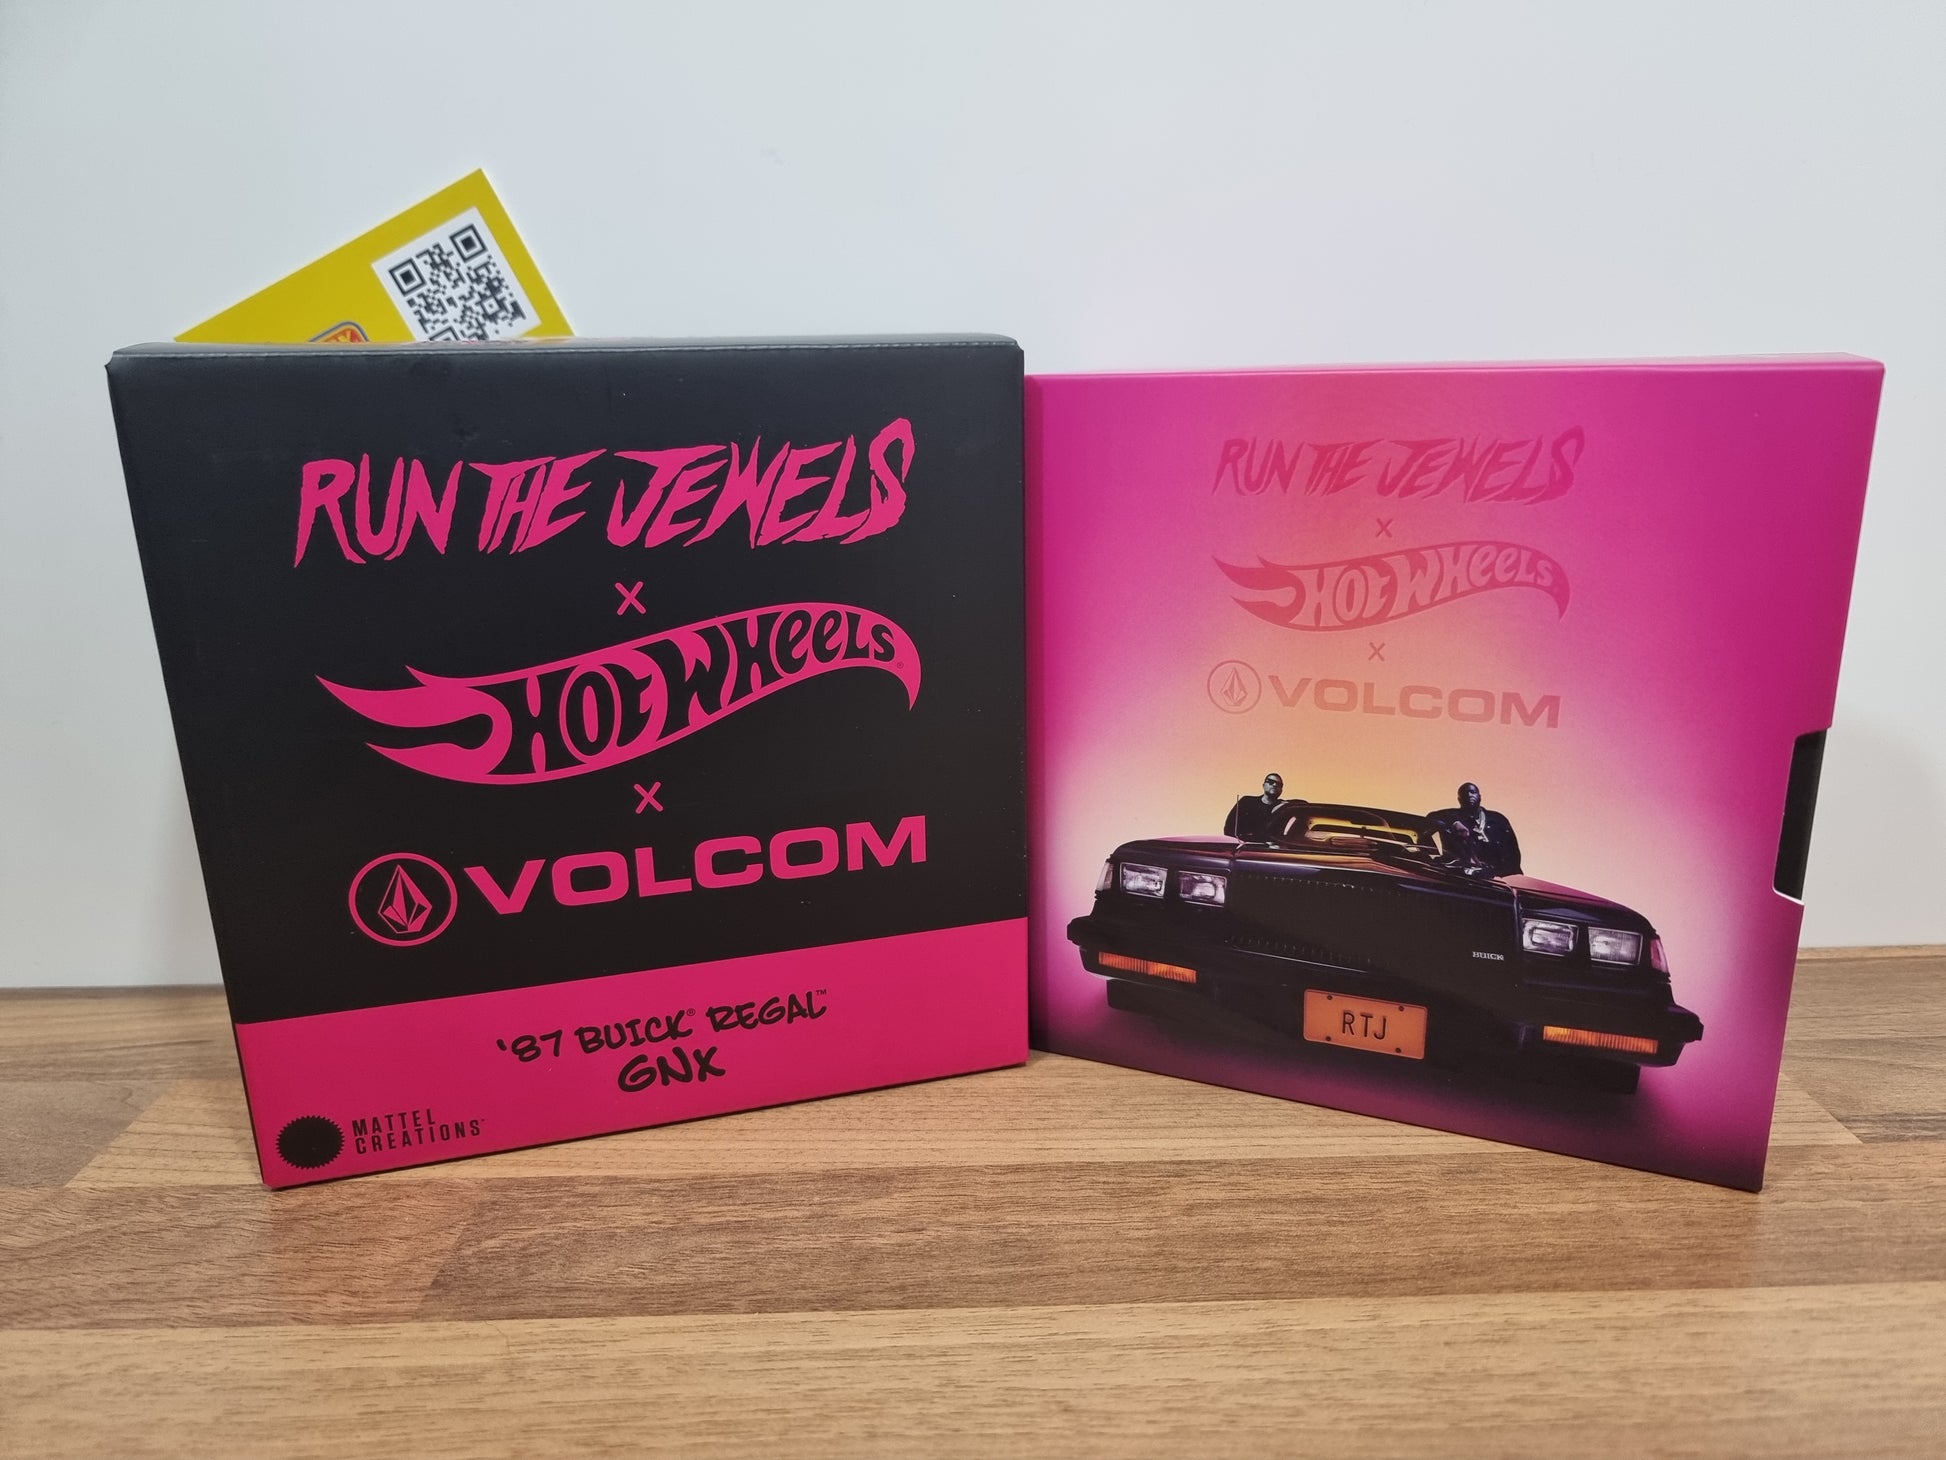 RUN THE JEWELS
x
HOT WHEELS®
x
VOLCOM
'87 BUICK® REGAL™
GNX
MATTEL
CREATIONS™
RUN THE JEWELS
x
HOT WHEELS
x
VOLCOM
BUICK
RTJ